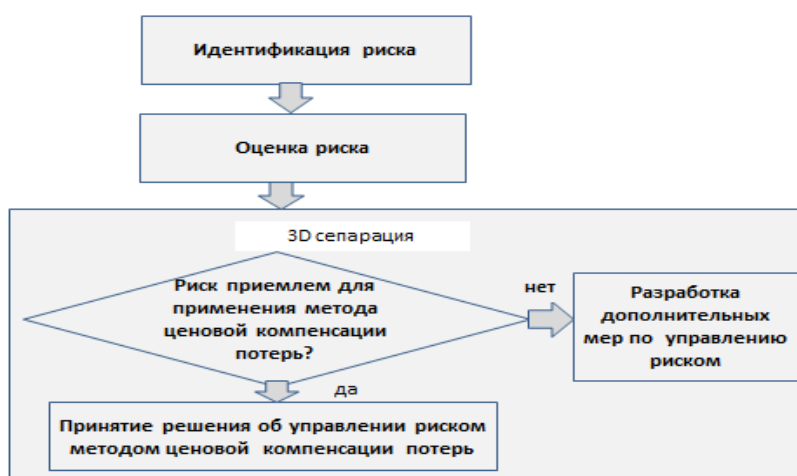 Идентификация риска
Оценка риска
3D сепарация
Риск приемлем для
применения метода
ценовой компенсации
потерь?
нет
Разработка
дополнительных
мер по управлению
риском
да
Принятие решения об управлении риском
методом ценовой компенсации потерь